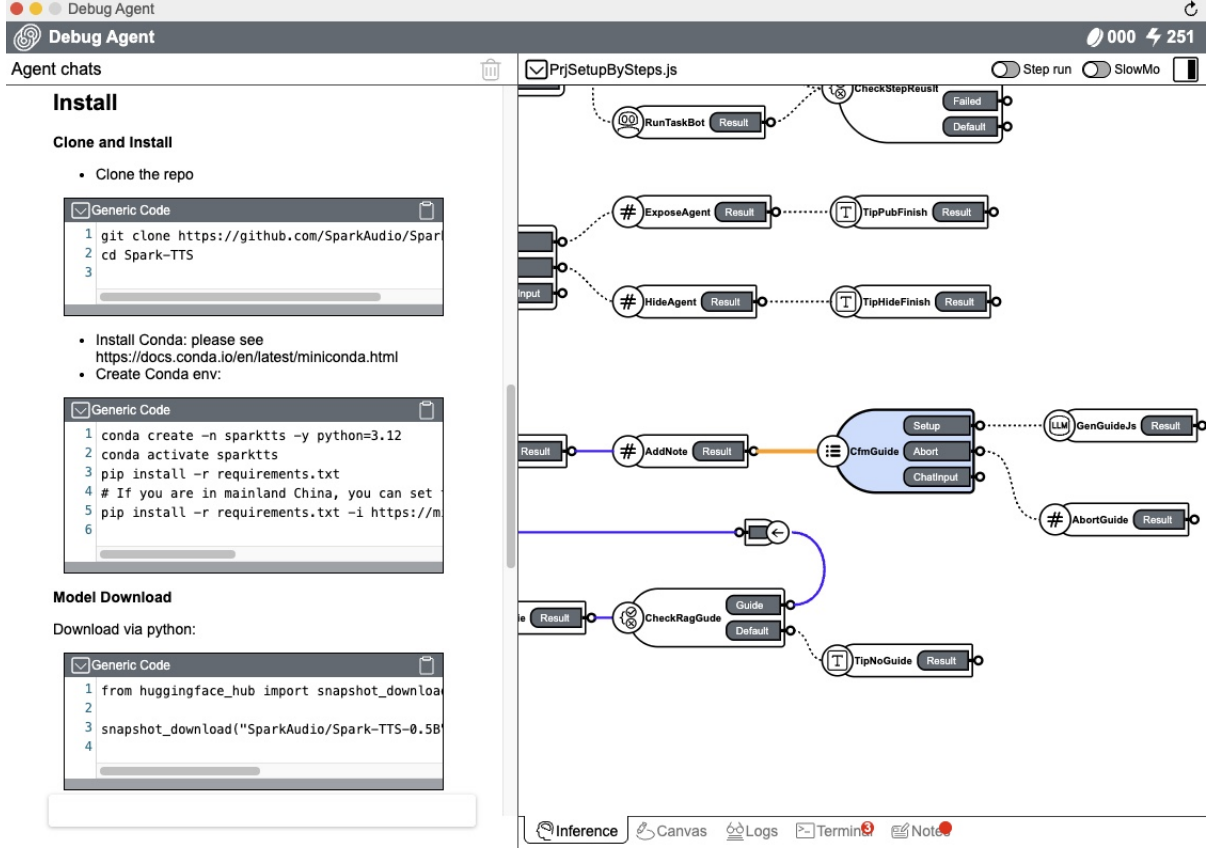 Debug Agent
Debug Agent
000 251
Agent chats
Install
Clone and Install
• Clone the repo
Generic Code
1 git clone https://github.com/SparkAudio/Spar
2 cd Spark-TTS
3
• Install Conda: please see
https://docs.conda.io/en/latest/miniconda.html
• Create Conda env:
Generic Code
1 conda create -n sparktts -y python=3.12
2 conda activate sparktts
3 pip install -r requirements.txt
4 # If you are in mainland China, you can set
5 pip install -r requirements.txt -i https://m
6
Model Download
Download via python:
Generic Code
1 from huggingface_hub import snapshot_downloa
2
3 snapshot_download("SparkAudio/Spark-TTS-0.5B"
4
PrjSetupBySteps.js
Step run SlowMo
CheckStepReuslt
Failed
Default
RunTaskBot Result
# ExposeAgent Result
T TipPubFinish Result
Input
# HideAgent Result
T TipHideFinish Result
Result
# AddNote Result
CfmGuide
Setup
Abort
ChatInput
LLM GenGuideJs Result
# AbortGuide Result
ie Result
CheckRagGude
Guide
Default
T TipNoGuide Result
Inference Canvas Logs Termin 3 Note